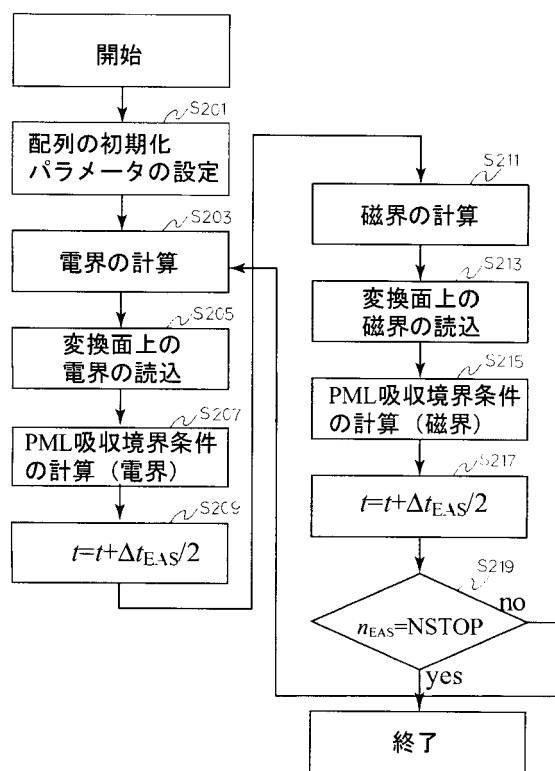 開始
S201
配列の初期化
パラメータの設定
S203
電界の計算
S205
変換面上の
電界の読込
S207
PML吸収境界条件
の計算（電界）
S209
t=t+Δt_EAS/2
S211
磁界の計算
S213
変換面上の
磁界の読込
S215
PML吸収境界条件
の計算（磁界）
S217
t=t+Δt_EAS/2
S219
n_EAS=NSTOP
no
yes
終了